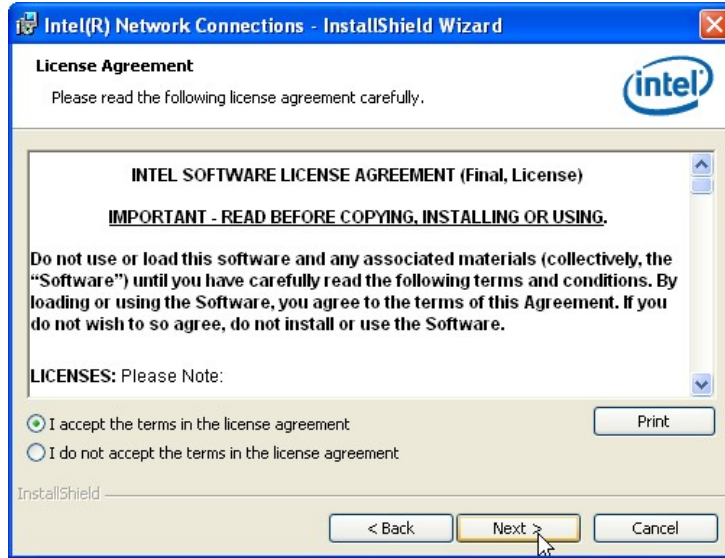 Intel(R) Network Connections - InstallShield Wizard
License Agreement
Please read the following license agreement carefully.
intel
INTEL SOFTWARE LICENSE AGREEMENT (Final, License)
IMPORTANT - READ BEFORE COPYING, INSTALLING OR USING.
Do not use or load this software and any associated materials (collectively, the
“Software”) until you have carefully read the following terms and conditions. By
loading or using the Software, you agree to the terms of this Agreement. If you
do not wish to so agree, do not install or use the Software.
LICENSES: Please Note:
I accept the terms in the license agreement
Print
I do not accept the terms in the license agreement
InstallShield
< Back
Next >
Cancel